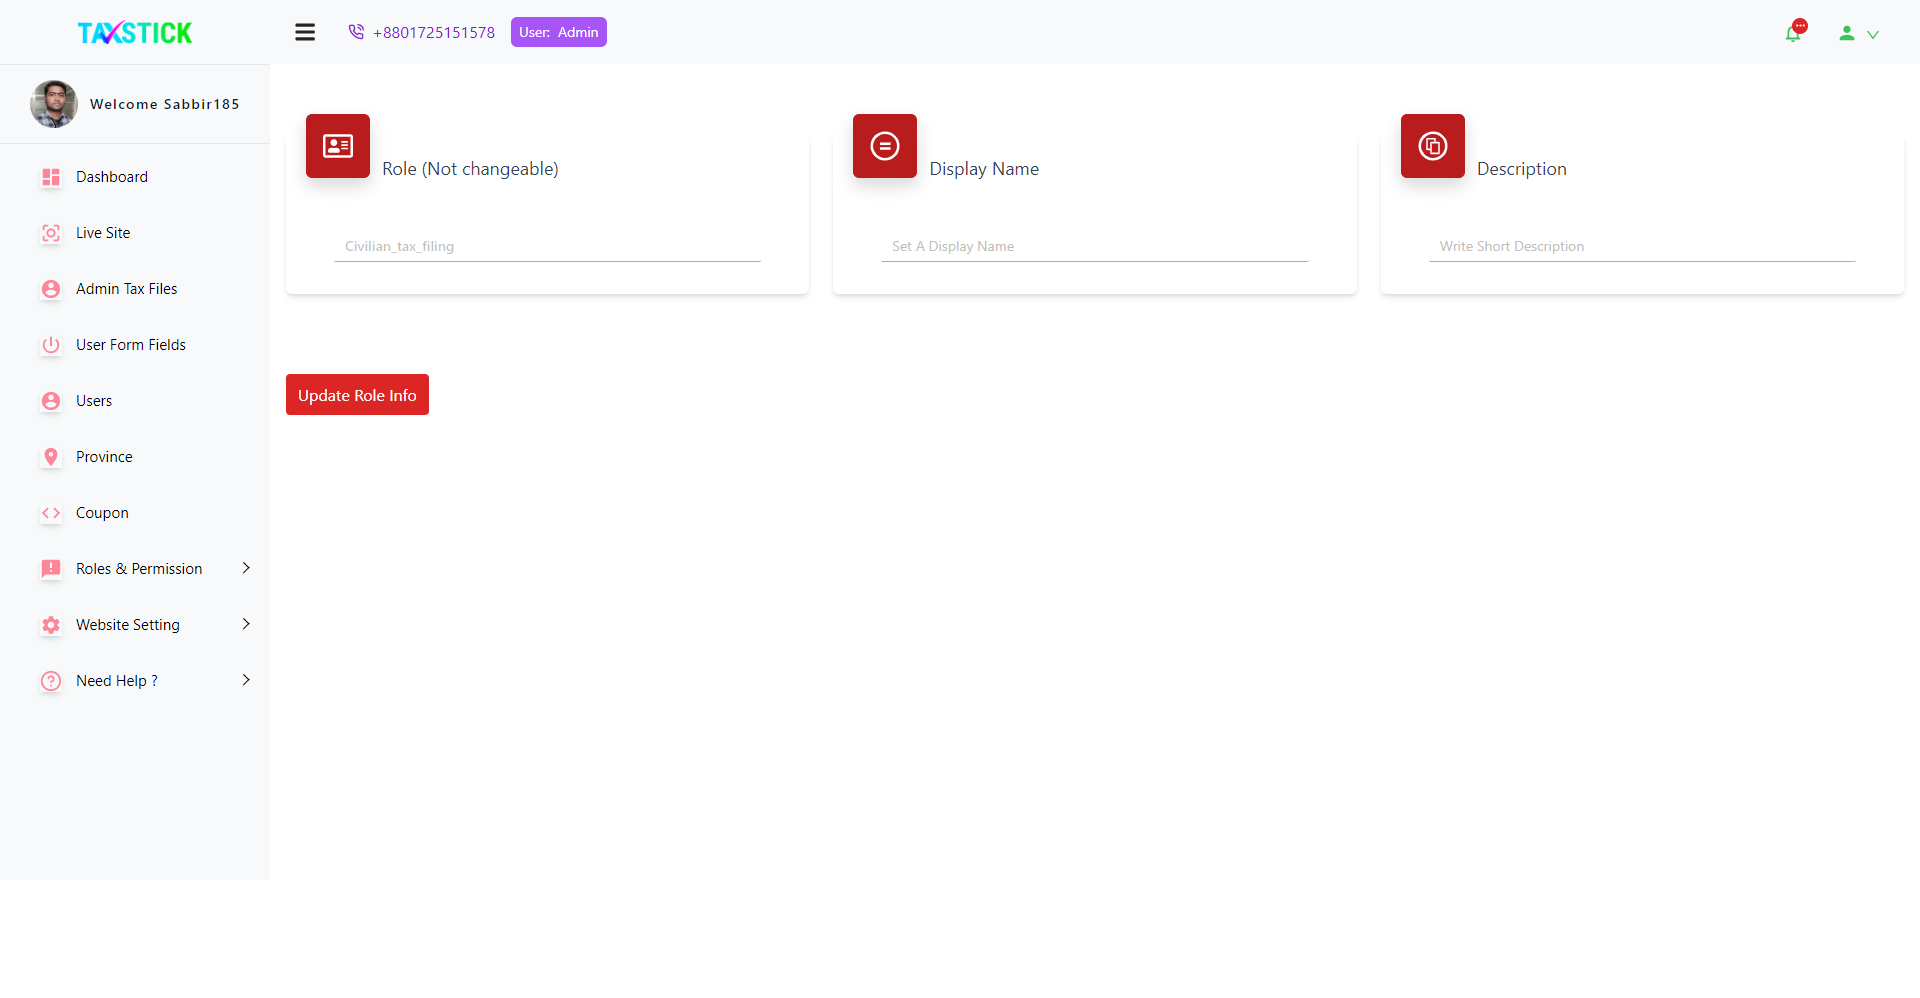 TAXSTICK
+8801725151578
User: Admin
Welcome Sabbir185
Dashboard
Live Site
Admin Tax Files
User Form Fields
Users
Province
Coupon
Roles & Permission
Website Setting
Need Help ?
Role (Not changeable)
Civilian_tax_filing
Display Name
Set A Display Name
Description
Write Short Description
Update Role Info